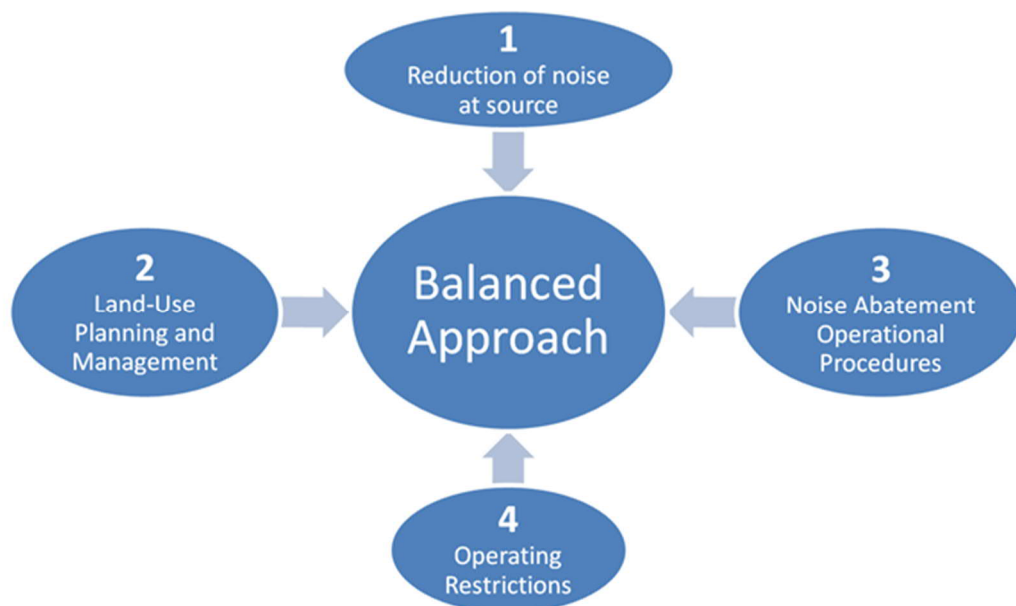 1
Reduction of noise
at source
2
Land-Use
Planning and
Management
Balanced
Approach
3
Noise Abatement
Operational
Procedures
4
Operating
Restrictions